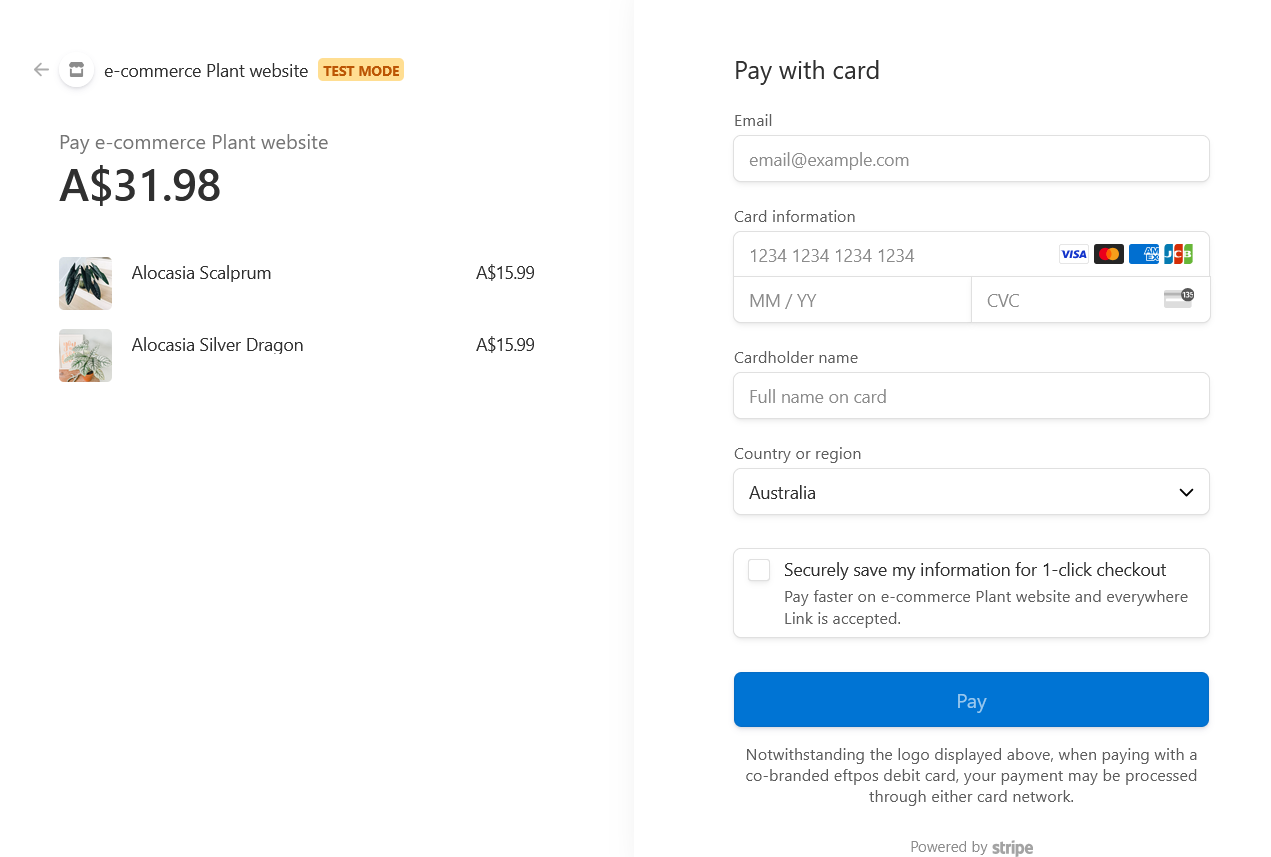 e-commerce Plant website TEST MODE
Pay e-commerce Plant website
A$31.98
Alocasia Scalprum A$15.99
Alocasia Silver Dragon A$15.99
Pay with card
Email
email@example.com
Card information
1234 1234 1234 1234 VISA AMEX JCB
MM / YY CVC 135
Cardholder name
Full name on card
Country or region
Australia
Securely save my information for 1-click checkout
Pay faster on e-commerce Plant website and everywhere
Link is accepted.
Pay
Notwithstanding the logo displayed above, when paying with a
co-branded eftpos debit card, your payment may be processed
through either card network.
Powered by stripe